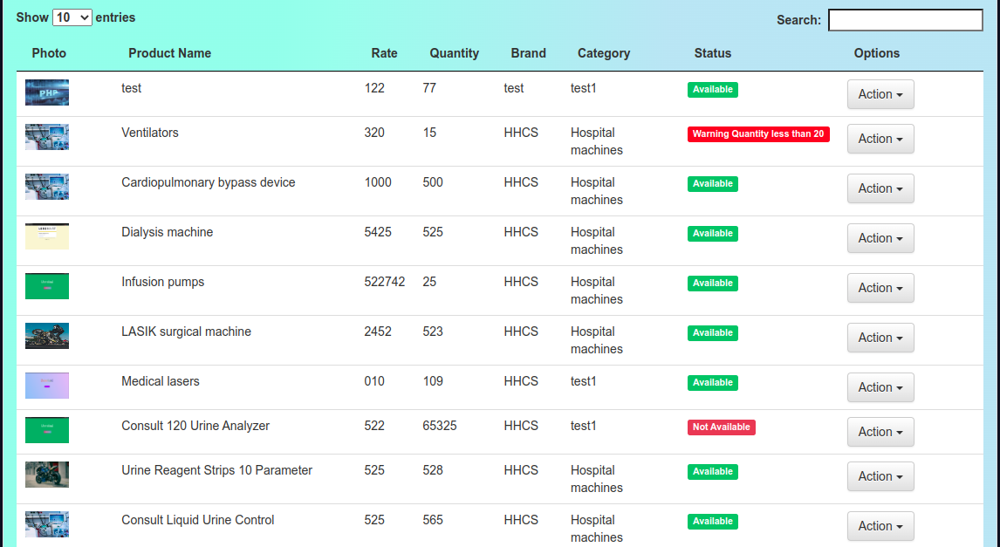 Show 10 entries
Search:
Photo Product Name Rate Quantity Brand Category Status Options
PHP
test 122 77 test test1 Available Action
Ventilators 320 15 HHCS Hospital machines Warning Quantity less than 20 Action
Cardiopulmonary bypass device 1000 500 HHCS Hospital machines Available Action
Dialysis machine 5425 525 HHCS Hospital machines Available Action
Infusion pumps 522742 25 HHCS Hospital machines Available Action
LASIK surgical machine 2452 523 HHCS Hospital machines Available Action
Medical lasers 010 109 HHCS test1 Available Action
Consult 120 Urine Analyzer 522 65325 HHCS test1 Not Available Action
Urine Reagent Strips 10 Parameter 525 528 HHCS Hospital machines Available Action
Consult Liquid Urine Control 525 565 HHCS Hospital machines Available Action